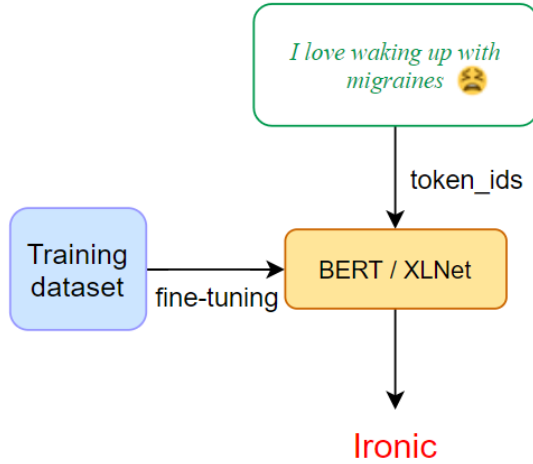 I love waking up with
migraines 😫
token_ids
Training
dataset
fine-tuning
BERT / XLNet
Ironic